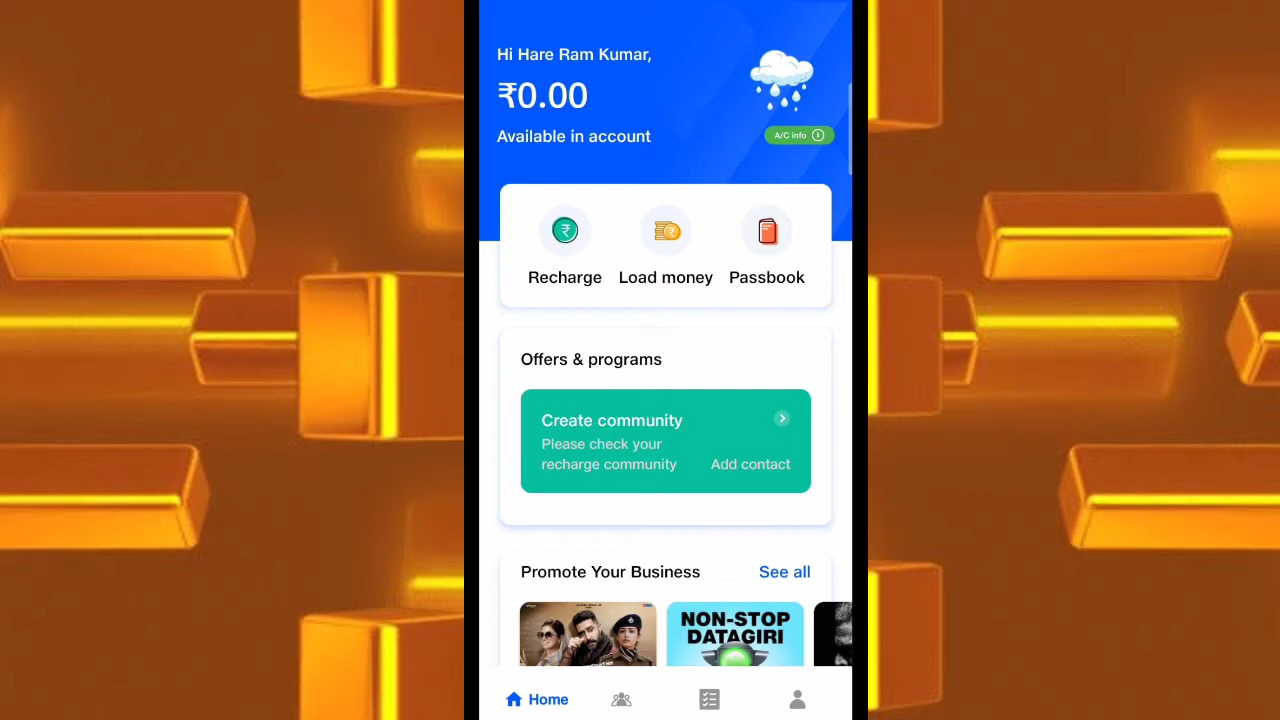 Hi Hare Ram Kumar,
₹0.00
Available in account
A/C info
Recharge
Load money
Passbook
Offers & programs
Create community
Please check your
recharge community
Add contact
Promote Your Business
See all
NON-STOP
DATAGIRI
Home